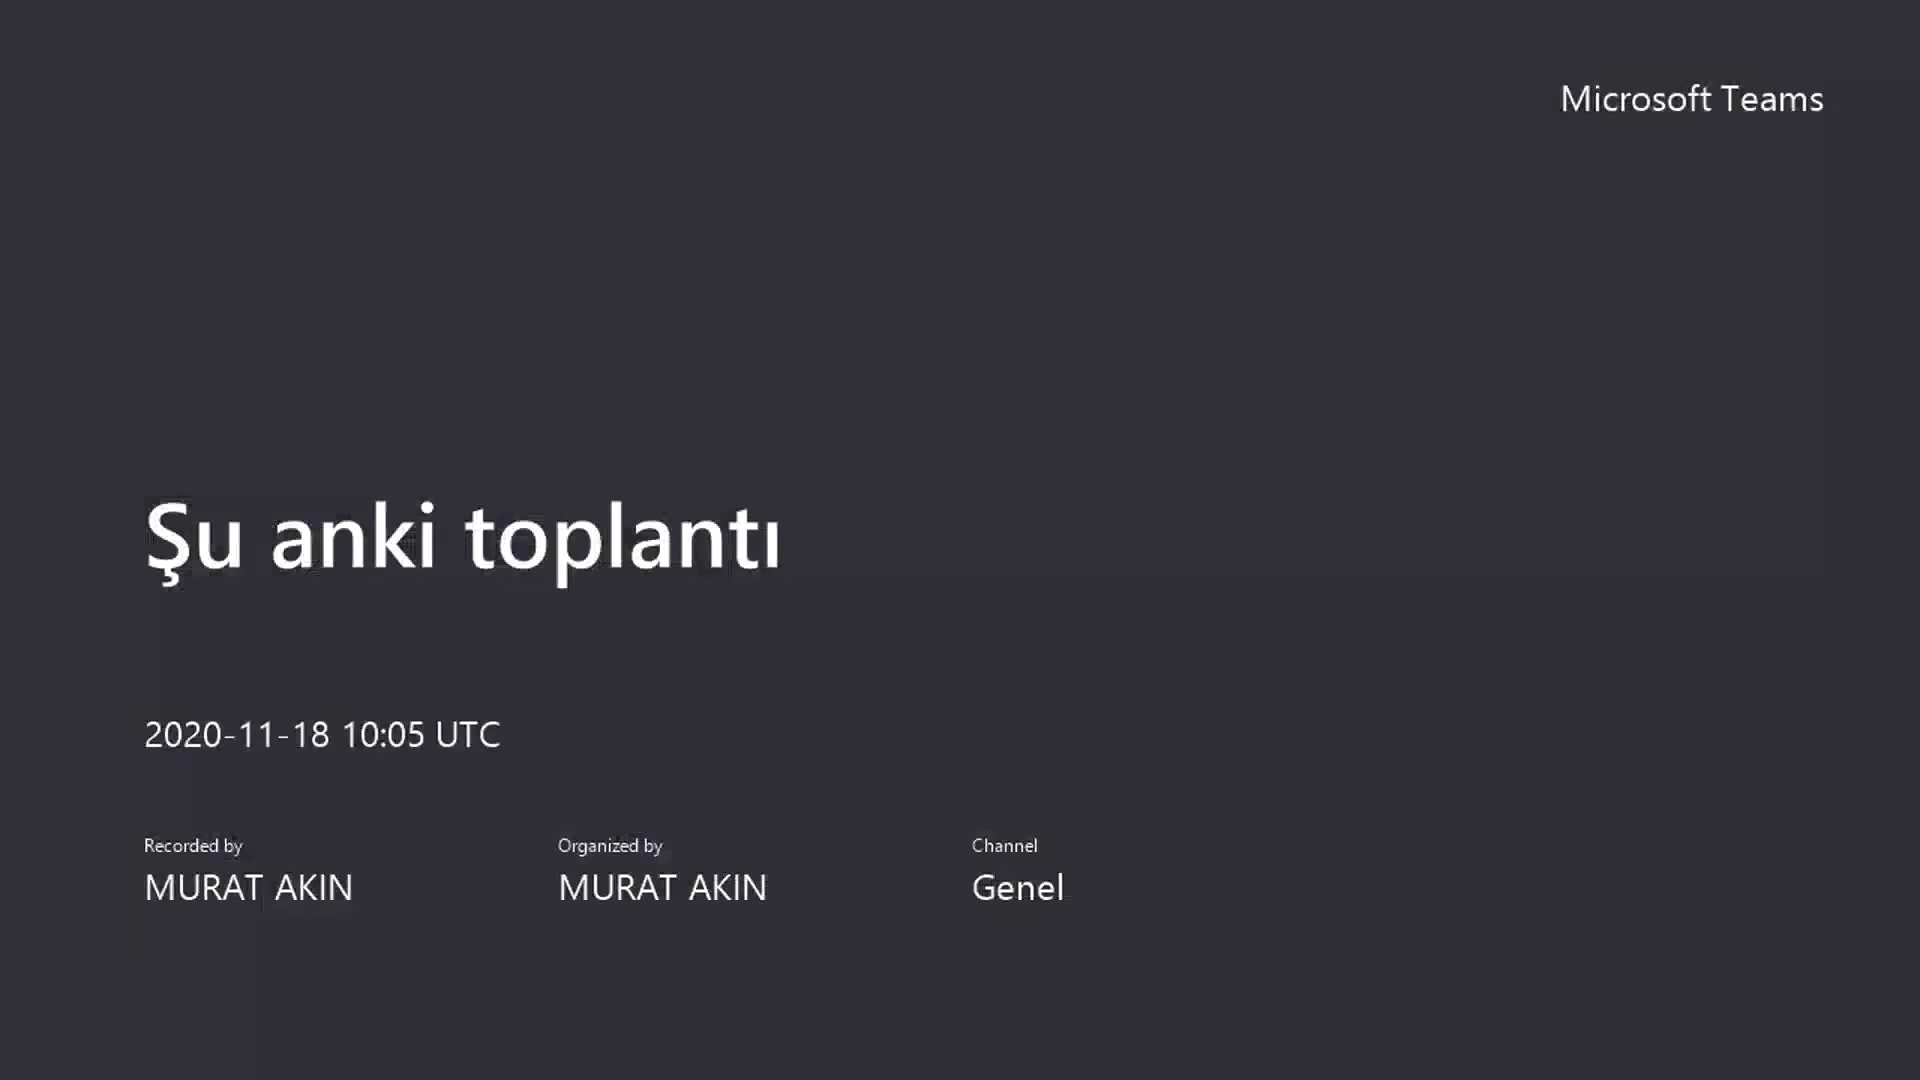 Microsoft Teams
Şu anki toplantı
2020-11-18 10:05 UTC
Recorded by
MURAT AKIN
Organized by
MURAT AKIN
Channel
Genel